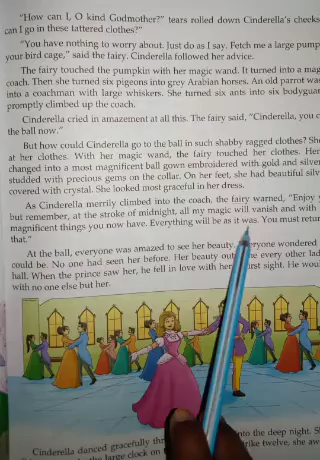 "How can I, O kind Godmother?" tears rolled down Cinderella's cheeks
can I go in these tattered clothes?"
"You have nothing to worry about. Just do as I say. Fetch me a large pump
your bird cage," said the fairy. Cinderella followed her advice.
The fairy touched the pumpkin with her magic wand. It turned into a mag
coach. Then she turned six pigeons into grey Arabian horses. An old parrot was
into a coachman with large whiskers. She turned six ants into six bodyguar
promptly climbed up the coach.
Cinderella cried in amazement at all this. The fairy said, "Cinderella, you c
the ball now."
But how could Cinderella go to the ball in such shabby ragged clothes? She
at her clothes. With her magic wand, the fairy touched her clothes. Her
changed into a most magnificent ball gown embroidered with gold and silver
studded with precious gems on the collar. On her feet, she had beautiful silv
covered with crystal. She looked most graceful in her dress.
As Cinderella merrily climbed into the coach, the fairy warned, "Enjoy
but remember, at the stroke of midnight, all my magic will vanish and with
magnificent things you now have. Everything will be as it was. You must retur
that."
At the ball, everyone was amazed to see her beauty. Everyone wondered
could be. No one had seen her before. Her beauty out e every other lad
hall. When the prince saw her, he fell in love with her first sight. He wou
with no one else but her.
Cinderella danced gracefully thr into the deep night. S
the large clock on strike twelve, she aw